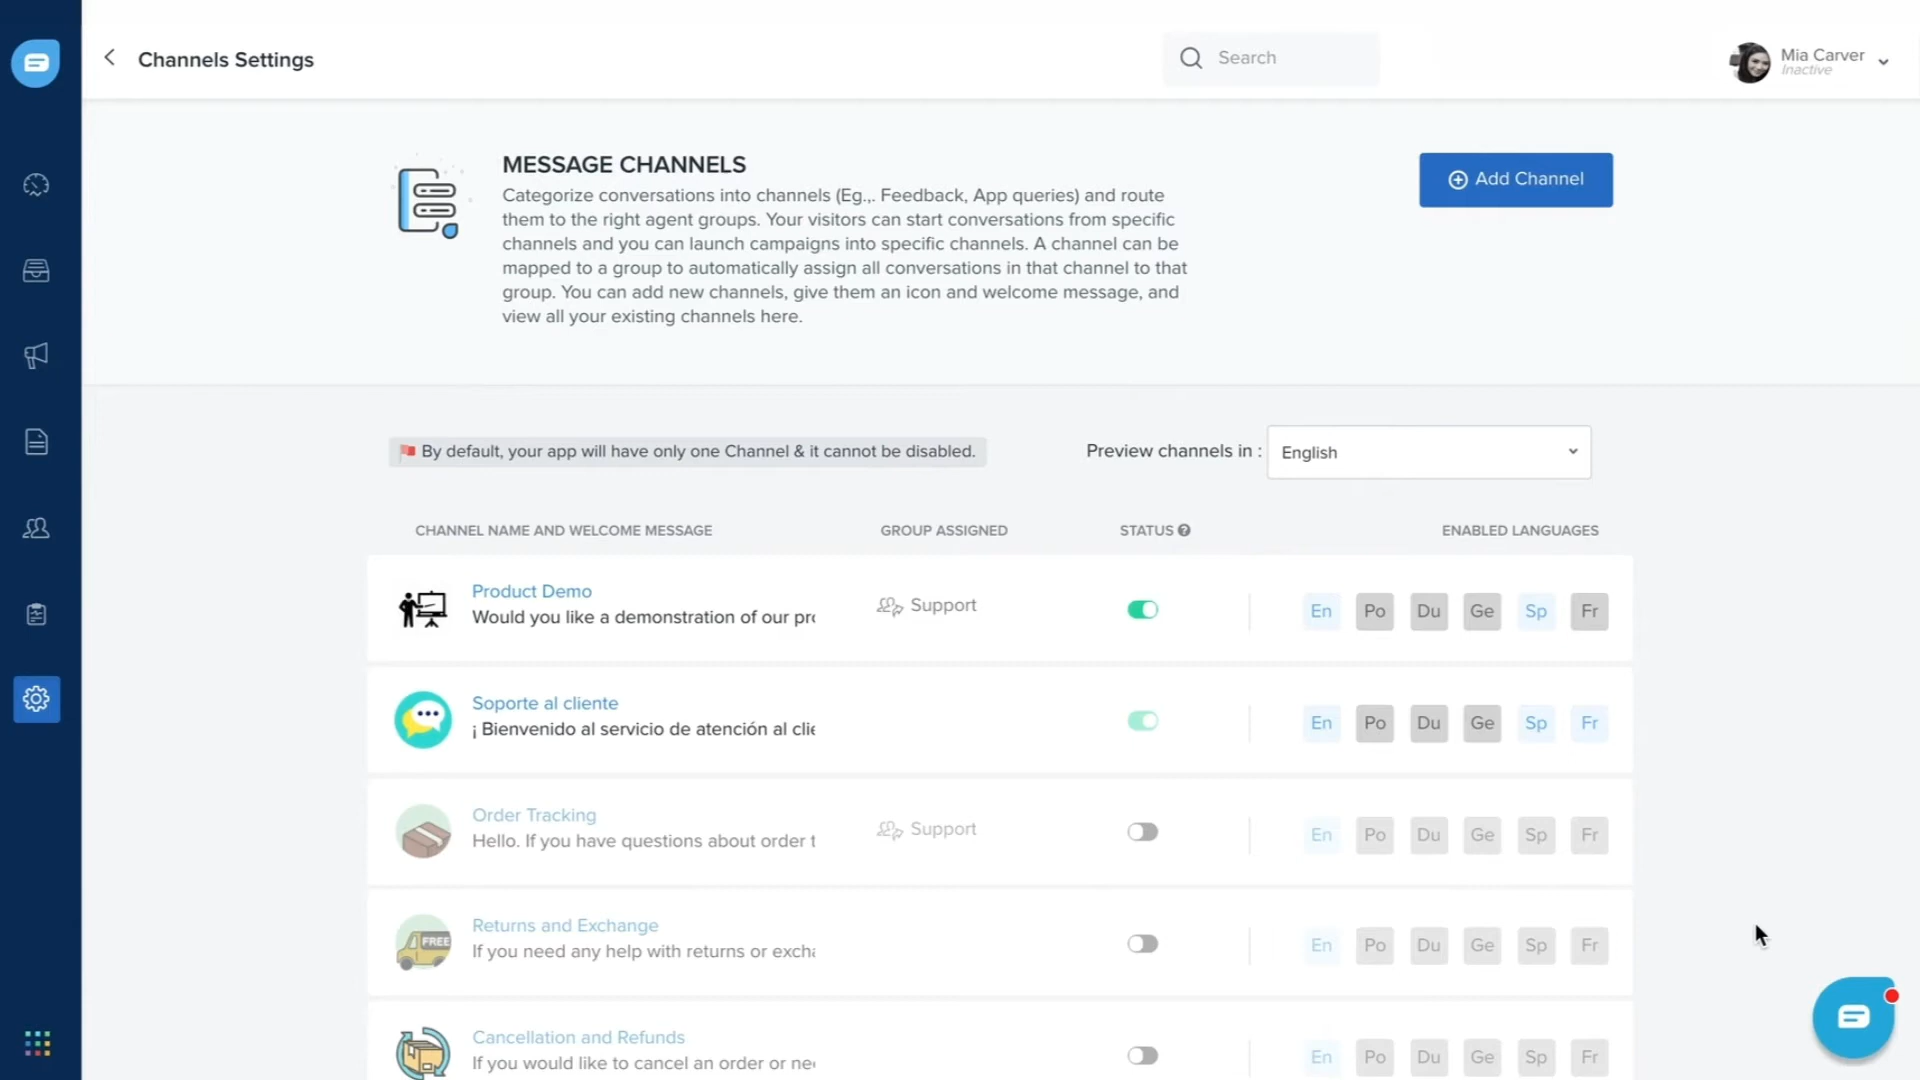 Channels Settings
Search
Mia Carver
Inactive
MESSAGE CHANNELS
Categorize conversations into channels (Eg.,. Feedback, App queries) and route
them to the right agent groups. Your visitors can start conversations from specific
channels and you can launch campaigns into specific channels. A channel can be
mapped to a group to automatically assign all conversations in that channel to that
group. You can add new channels, give them an icon and welcome message, and
view all your existing channels here.
Add Channel
By default, your app will have only one Channel & it cannot be disabled.
Preview channels in :
English
CHANNEL NAME AND WELCOME MESSAGE
GROUP ASSIGNED
STATUS
ENABLED LANGUAGES
Product Demo
Would you like a demonstration of our pro
Support
En Po Du Ge Sp Fr
Soporte al cliente
¡ Bienvenido al servicio de atención al clie
En Po Du Ge Sp Fr
Order Tracking
Hello. If you have questions about order t
Support
En Po Du Ge Sp Fr
Returns and Exchange
If you need any help with returns or excha
FREE
En Po Du Ge Sp Fr
Cancellation and Refunds
If you would like to cancel an order or nee
En Po Du Ge Sp Fr